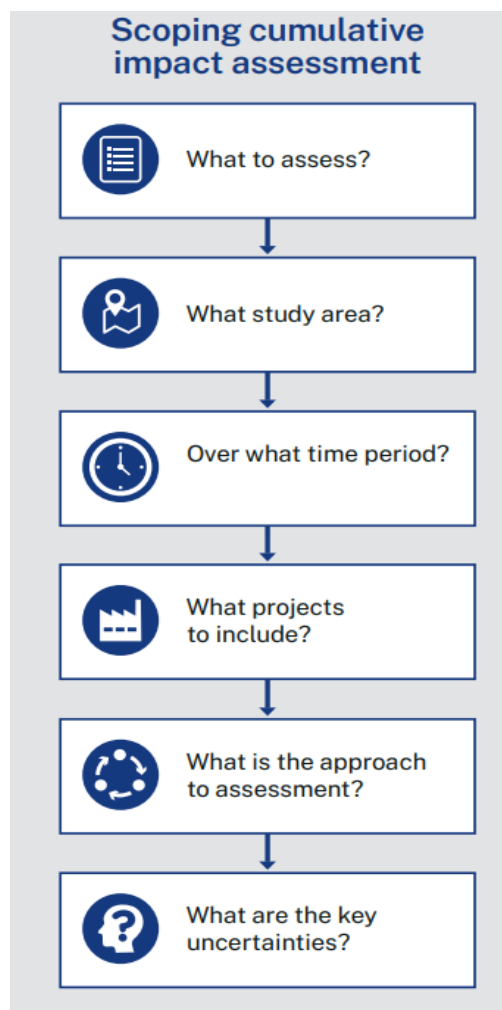 Scoping cumulative
impact assessment
What to assess?
What study area?
Over what time period?
What projects
to include?
What is the approach
to assessment?
What are the key
uncertainties?